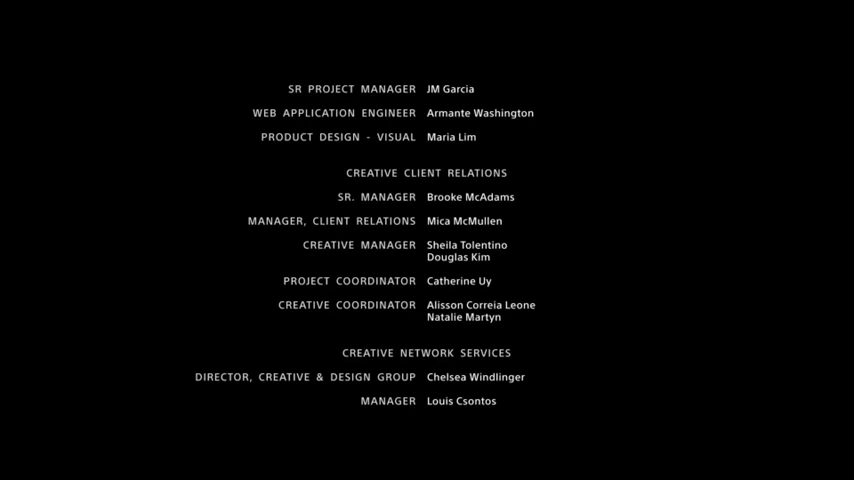 SR PROJECT MANAGER JM Garcia
WEB APPLICATION ENGINEER Armante Washington
PRODUCT DESIGN - VISUAL Maria Lim
CREATIVE CLIENT RELATIONS
SR. MANAGER Brooke McAdams
MANAGER, CLIENT RELATIONS Mica McMullen
CREATIVE MANAGER Sheila Tolentino
Douglas Kim
PROJECT COORDINATOR Catherine Uy
CREATIVE COORDINATOR Alisson Correia Leone
Natalie Martyn
CREATIVE NETWORK SERVICES
DIRECTOR, CREATIVE & DESIGN GROUP Chelsea Windlinger
MANAGER Louis Csontos